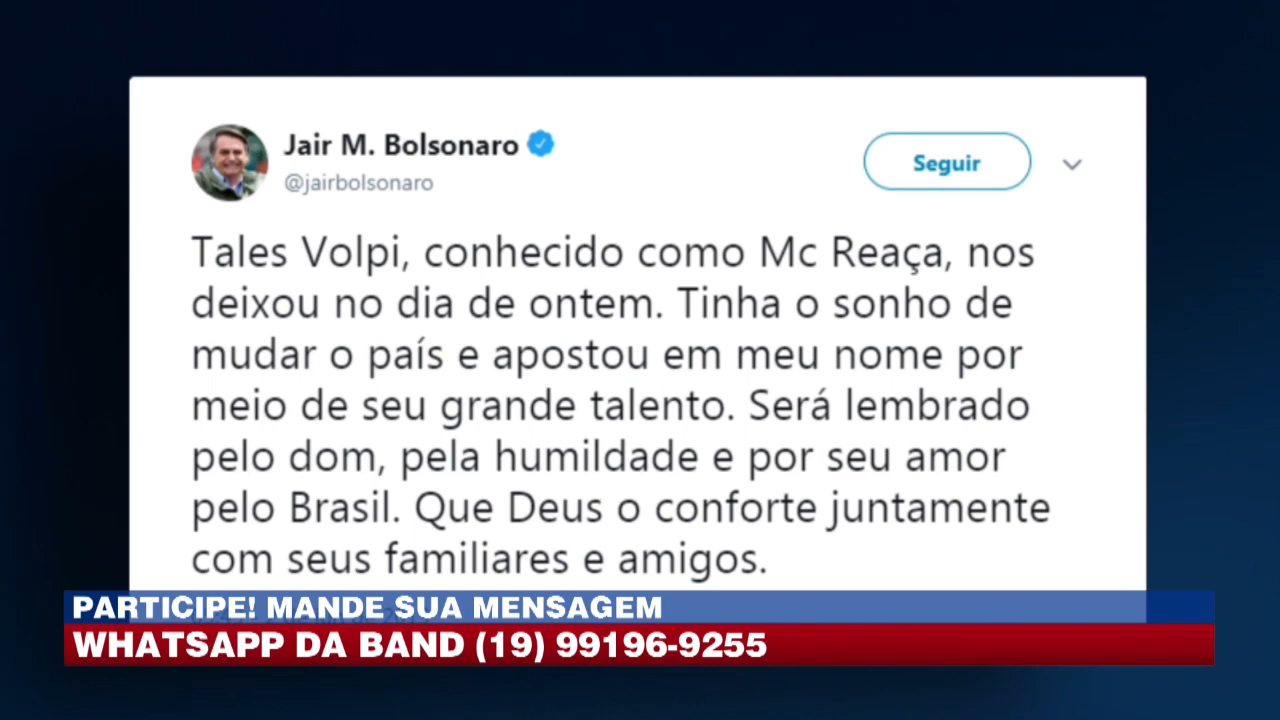 Jair M. Bolsonaro
@jairbolsonaro
Seguir
Tales Volpi, conhecido como Mc Reaça, nos
deixou no dia de ontem. Tinha o sonho de
mudar o país e apostou em meu nome por
meio de seu grande talento. Será lembrado
pelo dom, pela humildade e por seu amor
pelo Brasil. Que Deus o conforte juntamente
com seus familiares e amigos.
PARTICIPE! MANDE SUA MENSAGEM
WHATSAPP DA BAND (19) 99196-9255